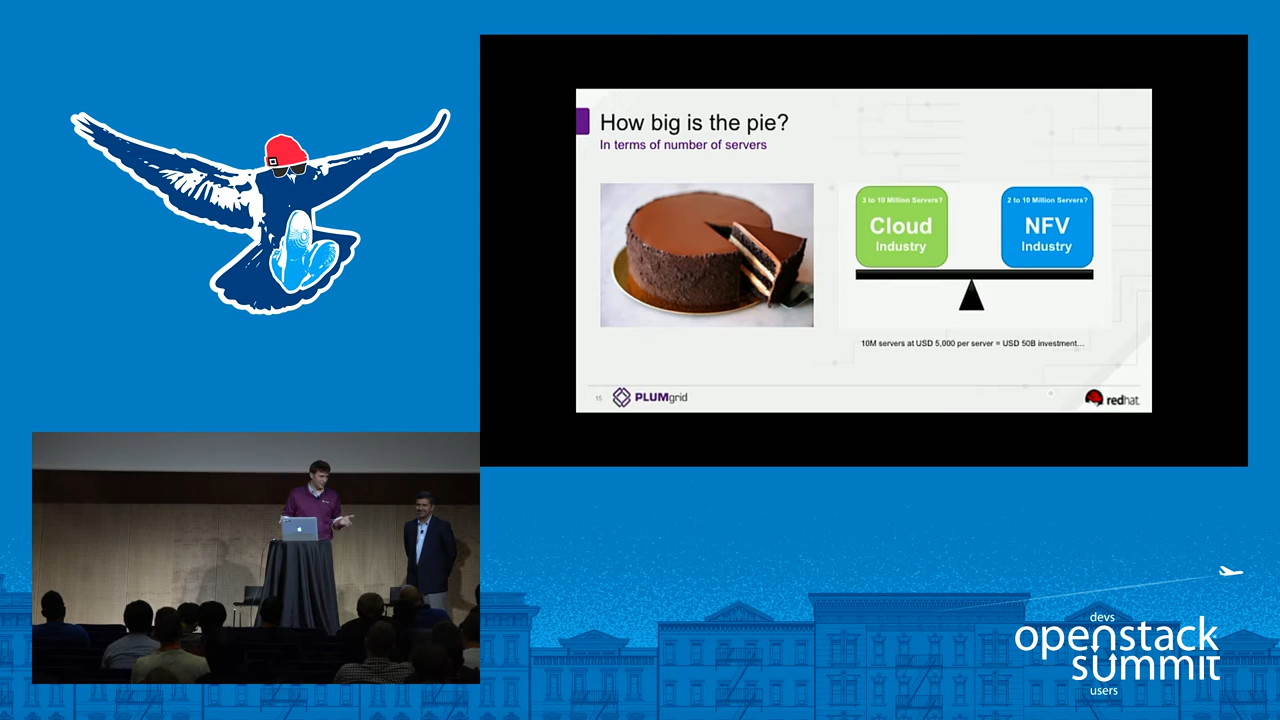 How big is the pie?
In terms of number of servers
3 to 10 Million Servers?
Cloud
Industry
2 to 10 Million Servers?
NFV
Industry
10M servers at USD 5,000 per server = USD 50B investment...
15
PLUMgrid
redhat.
devs
openstack
summit
users